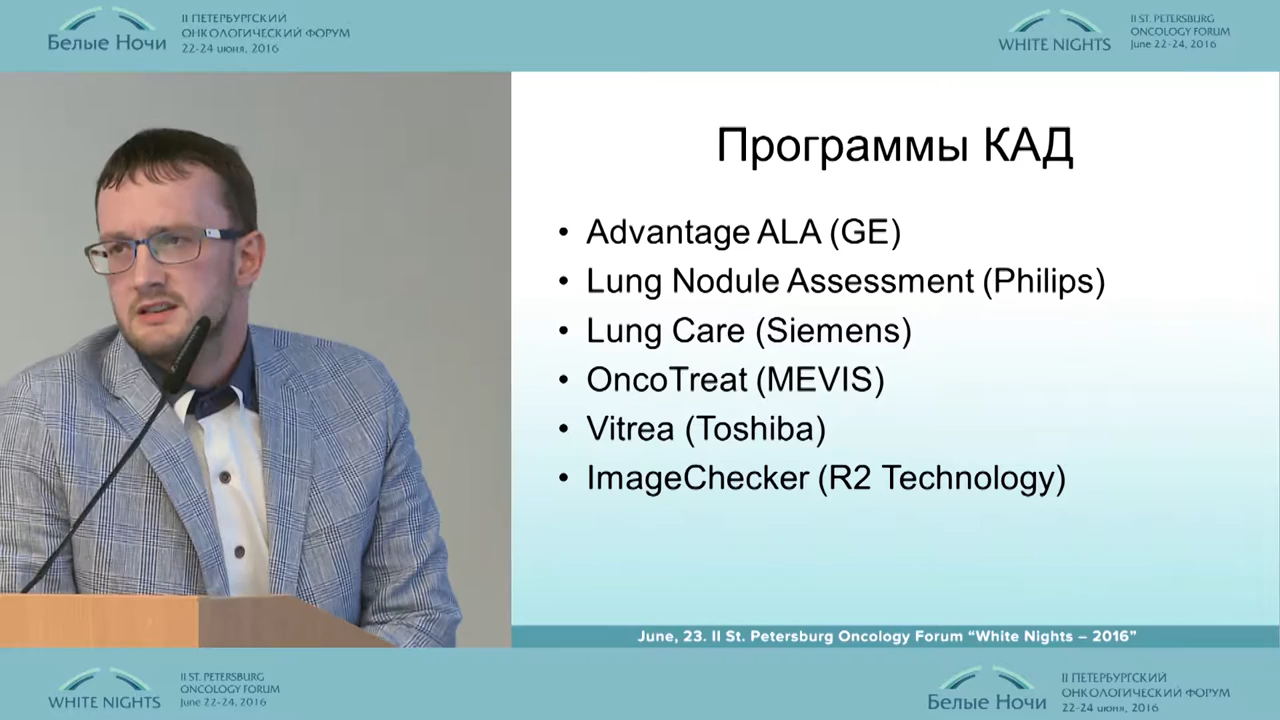 Белые Ночи
II ПЕТЕРБУРГСКИЙ
ОНКОЛОГИЧЕСКИЙ ФОРУМ
22-24 июня, 2016
WHITE NIGHTS
II ST. PETERSBURG
ONCOLOGY FORUM
June 22-24, 2016
Программы КАД
• Advantage ALA (GE)
• Lung Nodule Assessment (Philips)
• Lung Care (Siemens)
• OncoTreat (MEVIS)
• Vitrea (Toshiba)
• ImageChecker (R2 Technology)
June, 23. II St. Petersburg Oncology Forum “White Nights – 2016”
WHITE NIGHTS
II ST. PETERSBURG
ONCOLOGY FORUM
June 22-24, 2016
Белые Ночи
II ПЕТЕРБУРГСКИЙ
ОНКОЛОГИЧЕСКИЙ ФОРУМ
22-24 июня, 2016